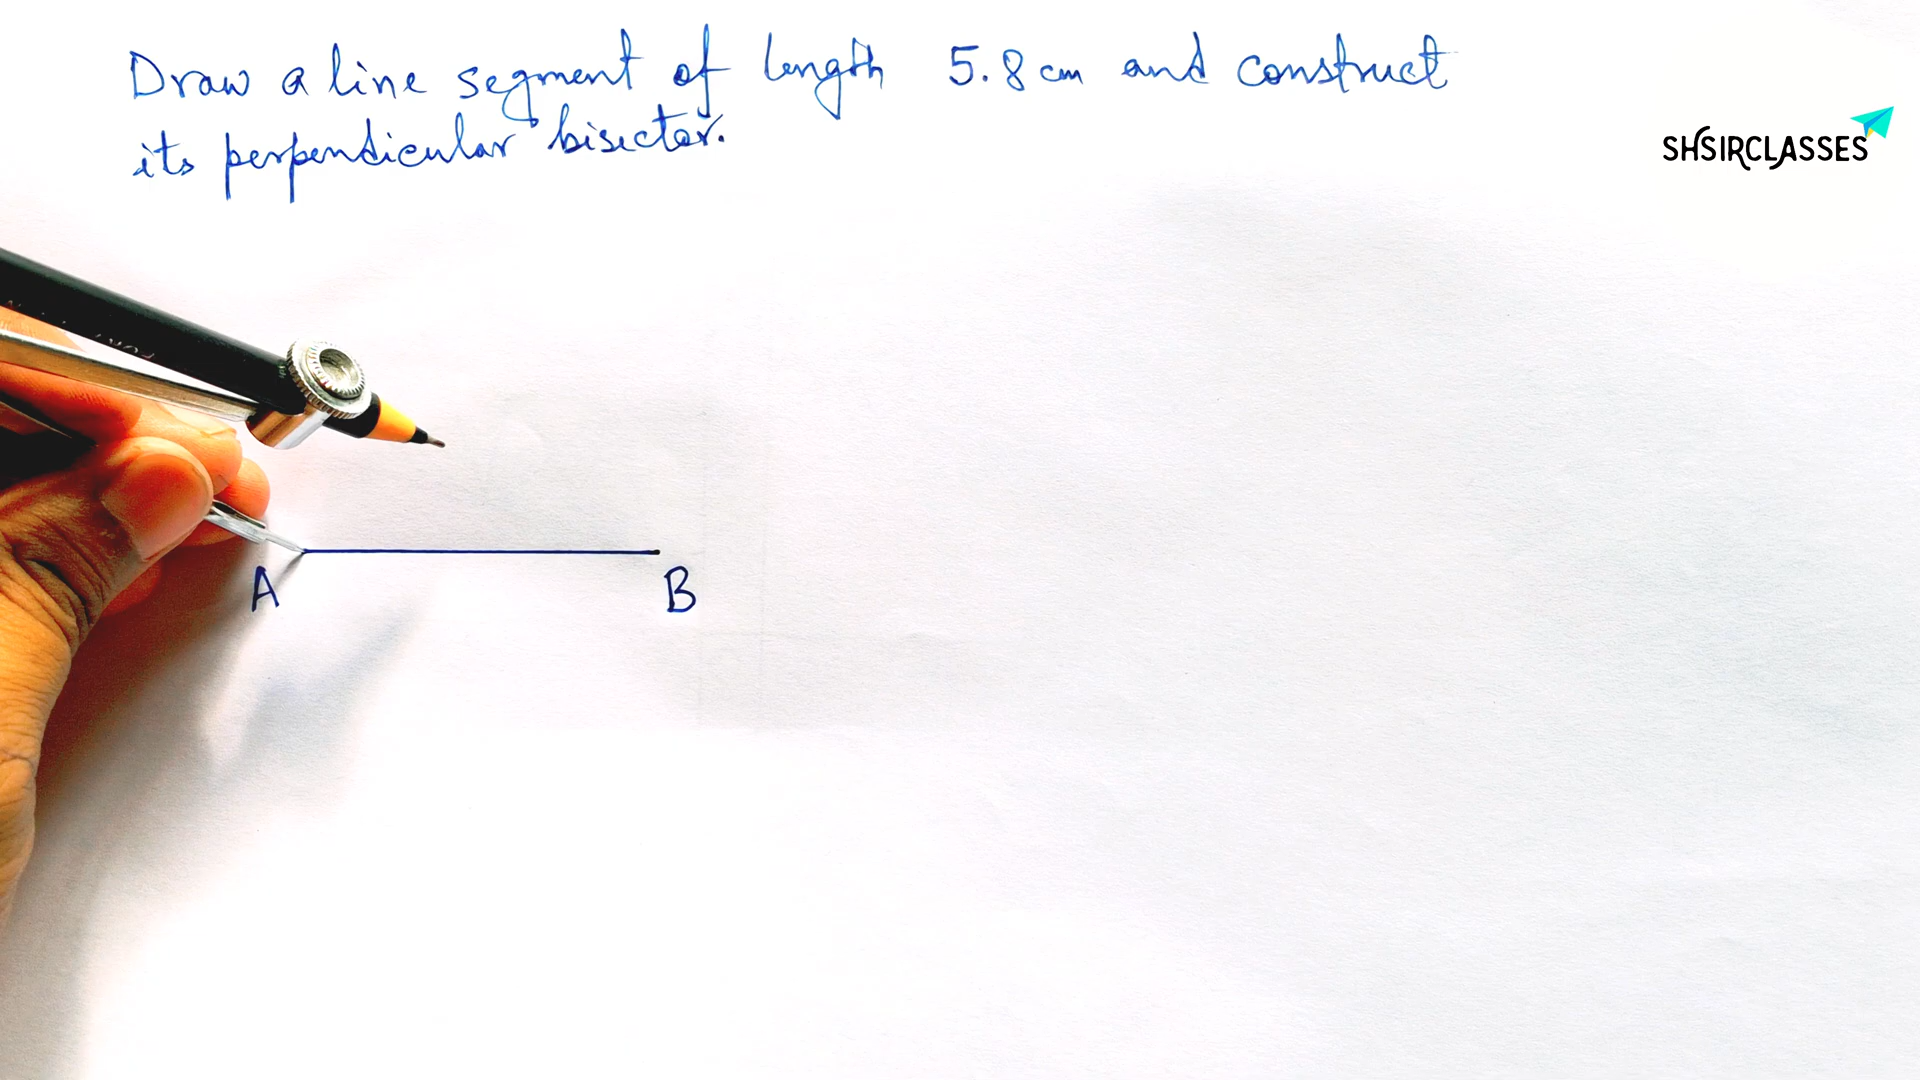 Draw a line segment of length 5.8 cm and construct
its perpendicular bisector.
SHSIRCLASSES
A
B